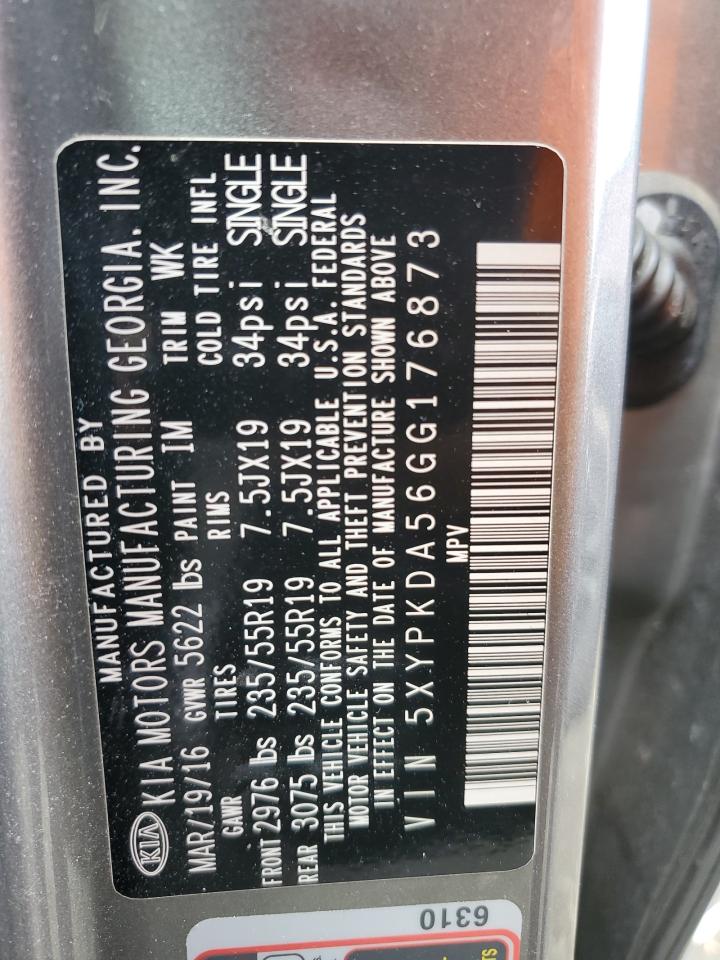 MANUFACTURED BY
KIA KIA MOTORS MANUFACTURING GEORGIA, INC.
MAR/19/16 GVWR 5622 lbs PAINT IM TRIM WK
GAWR TIRES RIMS COLD TIRE INFL
FRONT 2976 lbs 235/55R19 7.5JX19 34psi SINGLE
REAR 3075 lbs 235/55R19 7.5JX19 34psi SINGLE
THIS VEHICLE CONFORMS TO ALL APPLICABLE U.S.A. FEDERAL
MOTOR VEHICLE SAFETY AND THEFT PREVENTION STANDARDS
IN EFFECT ON THE DATE OF MANUFACTURE SHOWN ABOVE
VIN 5XYPKDA56GG176873
MPV
6310